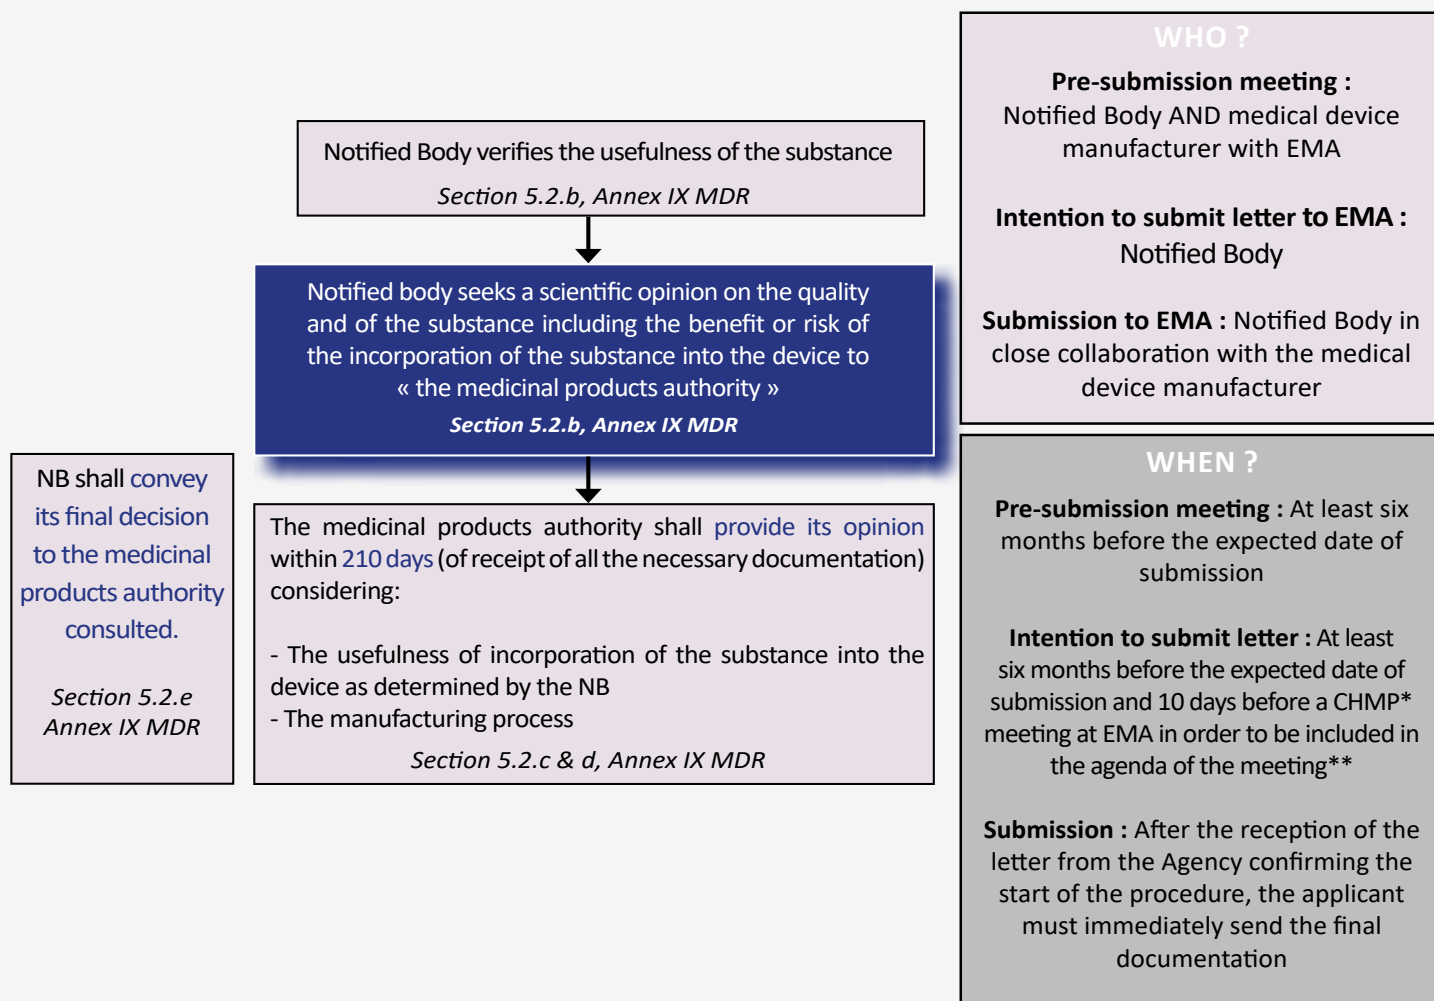 Notified Body verifies the usefulness of the substance
Section 5.2.b, Annex IX MDR
Notified body seeks a scientific opinion on the quality
and of the substance including the benefit or risk of
the incorporation of the substance into the device to
« the medicinal products authority »
Section 5.2.b, Annex IX MDR
NB shall convey
its final decision
to the medicinal
products authority
consulted.
Section 5.2.e
Annex IX MDR
The medicinal products authority shall provide its opinion
within 210 days (of receipt of all the necessary documentation)
considering:
- The usefulness of incorporation of the substance into the
device as determined by the NB
- The manufacturing process
Section 5.2.c & d, Annex IX MDR
WHO ?
Pre-submission meeting :
Notified Body AND medical device
manufacturer with EMA
Intention to submit letter to EMA :
Notified Body
Submission to EMA : Notified Body in
close collaboration with the medical
device manufacturer
WHEN ?
Pre-submission meeting : At least six
months before the expected date of
submission
Intention to submit letter : At least
six months before the expected date of
submission and 10 days before a CHMP*
meeting at EMA in order to be included in
the agenda of the meeting**
Submission : After the reception of the
letter from the Agency confirming the
start of the procedure, the applicant
must immediately send the final
documentation